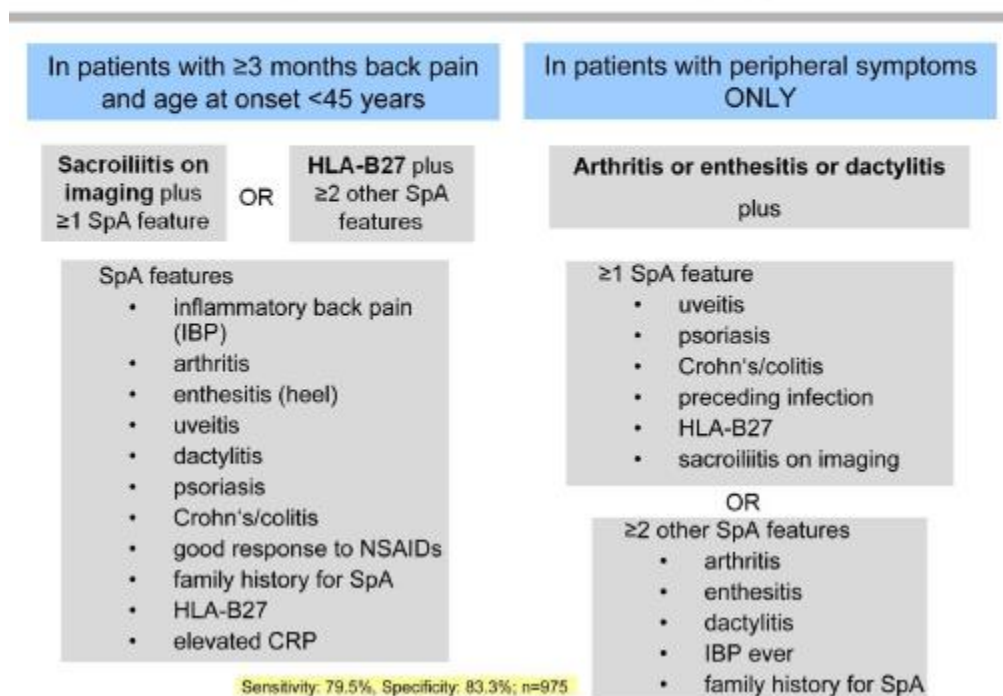 In patients with ≥3 months back pain
and age at onset <45 years
Sacroiliitis on
imaging plus
≥1 SpA feature
OR
HLA-B27 plus
≥2 other SpA
features
SpA features
• inflammatory back pain
(IBP)
• arthritis
• enthesitis (heel)
• uveitis
• dactylitis
• psoriasis
• Crohn‘s/colitis
• good response to NSAIDs
• family history for SpA
• HLA-B27
• elevated CRP
In patients with peripheral symptoms
ONLY
Arthritis or enthesitis or dactylitis
plus
≥1 SpA feature
• uveitis
• psoriasis
• Crohn‘s/colitis
• preceding infection
• HLA-B27
• sacroiliitis on imaging
OR
≥2 other SpA features
• arthritis
• enthesitis
• dactylitis
• IBP ever
• family history for SpA
Sensitivity: 79.5%, Specificity: 83.3%; n=975